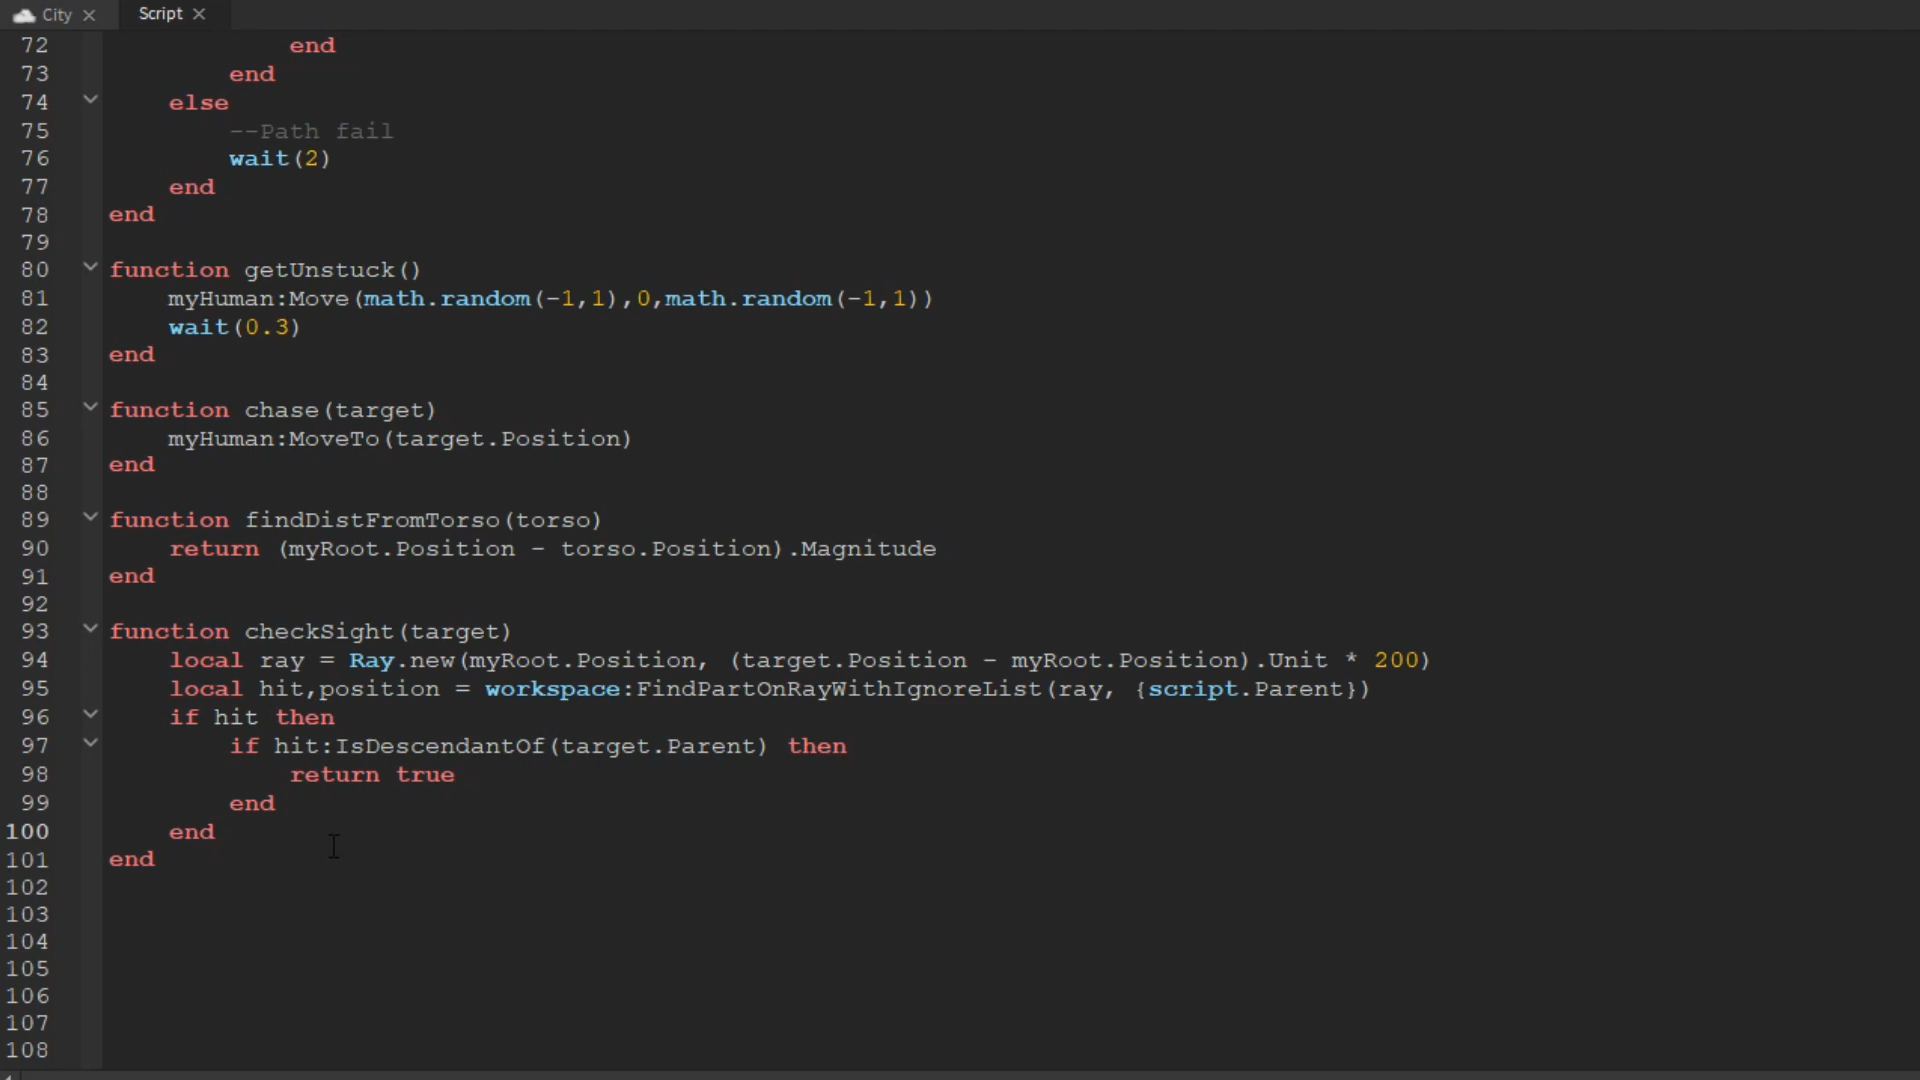 City
Script
72 end
73 end
74 else
75 --Path fail
76 wait(2)
77 end
78 end
79
80 function getUnstuck()
81 myHuman:Move(math.random(-1,1),0,math.random(-1,1))
82 wait(0.3)
83 end
84
85 function chase(target)
86 myHuman:MoveTo(target.Position)
87 end
88
89 function findDistFromTorso(torso)
90 return (myRoot.Position - torso.Position).Magnitude
91 end
92
93 function checkSight(target)
94 local ray = Ray.new(myRoot.Position, (target.Position - myRoot.Position).Unit * 200)
95 local hit,position = workspace:FindPartOnRayWithIgnoreList(ray, {script.Parent})
96 if hit then
97 if hit:IsDescendantOf(target.Parent) then
98 return true
99 end
100 end
101 end
102
103
104
105
106
107
108